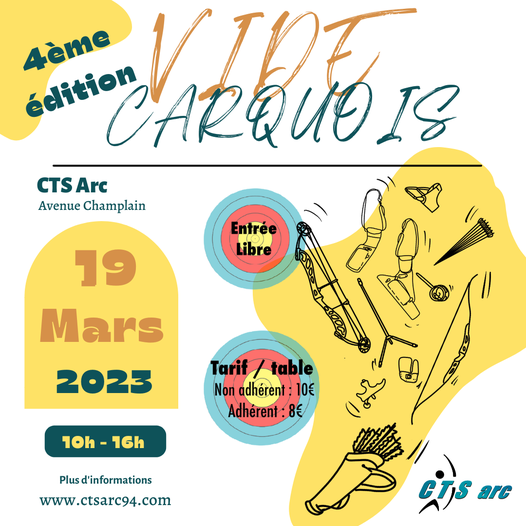 4ème
édition
VIDE
CARQUOIS
CTS Arc
Avenue Champlain
19
Mars
2023
10h - 16h
Plus d'informations
www.ctsarc94.com
Entrée
Libre
Tarif / table
Non adhérent : 10€
Adhérent : 8€
CTS arc